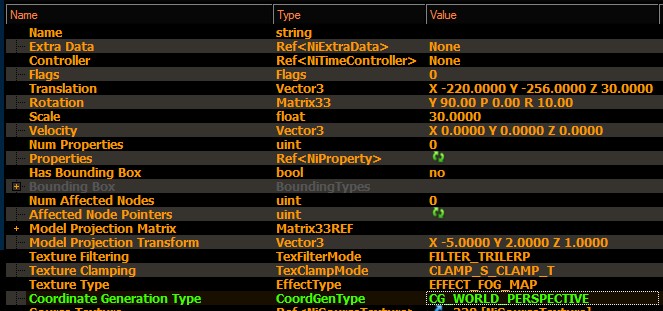 Name Type Value
Name string
Extra Data Ref<NiExtraData> None
Controller Ref<NiTimeController> None
Flags Flags 0
Translation Vector3 X -220.0000 Y -256.0000 Z 30.0000
Rotation Matrix33 Y 90.00 P 0.00 R 10.00
Scale float 30.0000
Velocity Vector3 X 0.0000 Y 0.0000 Z 0.0000
Num Properties uint 0
Properties Ref<NiProperty>
Has Bounding Box bool no
Bounding Box BoundingTypes
Num Affected Nodes uint 0
Affected Node Pointers uint
Model Projection Matrix Matrix33REF
Model Projection Transform Vector3 X -5.0000 Y 2.0000 Z 1.0000
Texture Filtering TexFilterMode FILTER_TRILERP
Texture Clamping TexClampMode CLAMP_S_CLAMP_T
Texture Type EffectType EFFECT_FOG_MAP
Coordinate Generation Type CoordGenType CG_WORLD_PERSPECTIVE